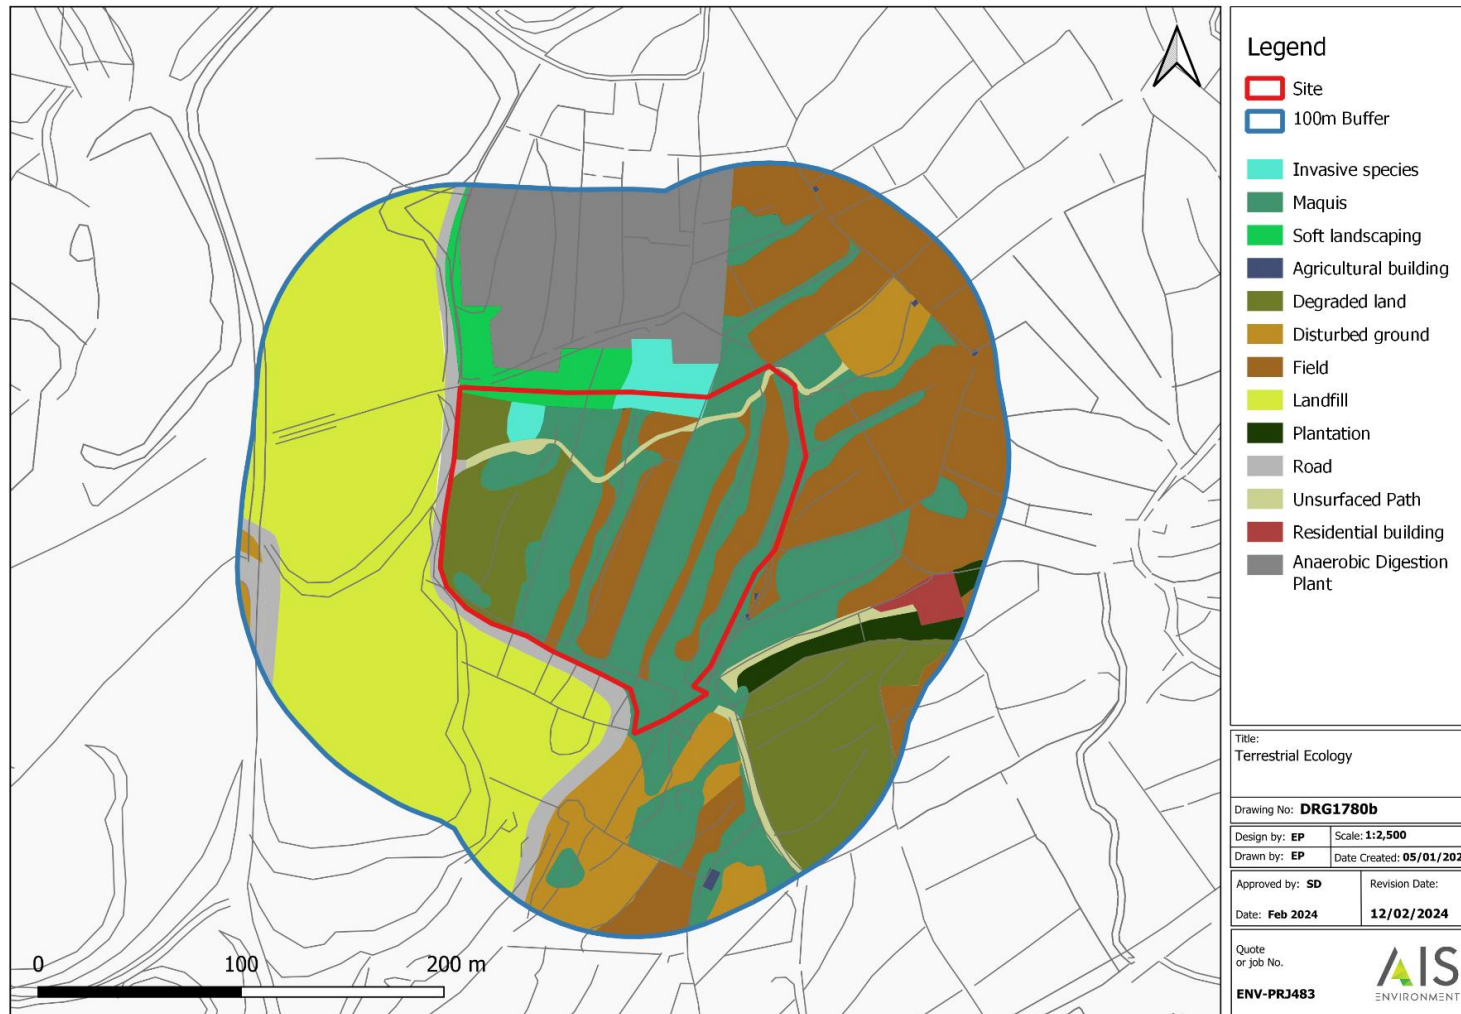 Legend
Site
100m Buffer
Invasive species
Maquis
Soft landscaping
Agricultural building
Degraded land
Disturbed ground
Field
Landfill
Plantation
Road
Unsurfaced Path
Residential building
Anaerobic Digestion
Plant
Title:
Terrestrial Ecology
Drawing No: DRG1780b
Design by: EP
Scale: 1:2,500
Drawn by: EP
Date Created: 05/01/202
Approved by: SD
Revision Date:
Date: Feb 2024
12/02/2024
Quote
or job No.
ENV-PRJ483
AIS
ENVIRONMENT
0 100 200 m